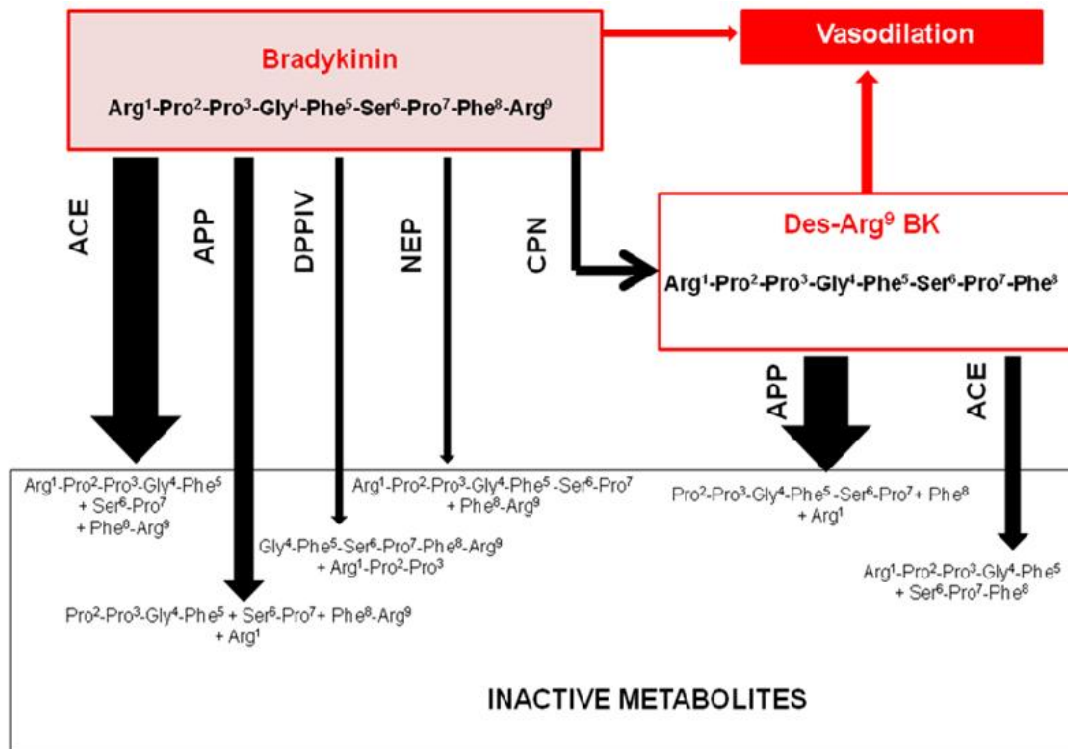 Bradykinin
Arg¹-Pro²-Pro³-Gly⁴-Phe⁵-Ser⁶-Pro⁷-Phe⁸-Arg⁹
Vasodilation
ACE
APP
DPPIV
NEP
CPN
Des-Arg⁹ BK
Arg¹-Pro²-Pro³-Gly⁴-Phe⁵-Ser⁶-Pro⁷-Phe⁸
APP
ACE
Arg¹-Pro²-Pro³-Gly⁴-Phe⁵
+ Ser⁶-Pro⁷
+ Phe⁸-Arg⁹
Arg¹-Pro²-Pro³-Gly⁴-Phe⁵-Ser⁶-Pro⁷
+ Phe⁸-Arg⁹
Pro²-Pro³-Gly⁴-Phe⁵-Ser⁶-Pro⁷+ Phe⁸
+ Arg¹
Gly⁴-Phe⁵-Ser⁶-Pro⁷-Phe⁸-Arg⁹
+ Arg¹-Pro²-Pro³
Arg¹-Pro²-Pro³-Gly⁴-Phe⁵
+ Ser⁶-Pro⁷-Phe⁸
Pro²-Pro³-Gly⁴-Phe⁵ + Ser⁶-Pro⁷+ Phe⁸-Arg⁹
+ Arg¹
INACTIVE METABOLITES